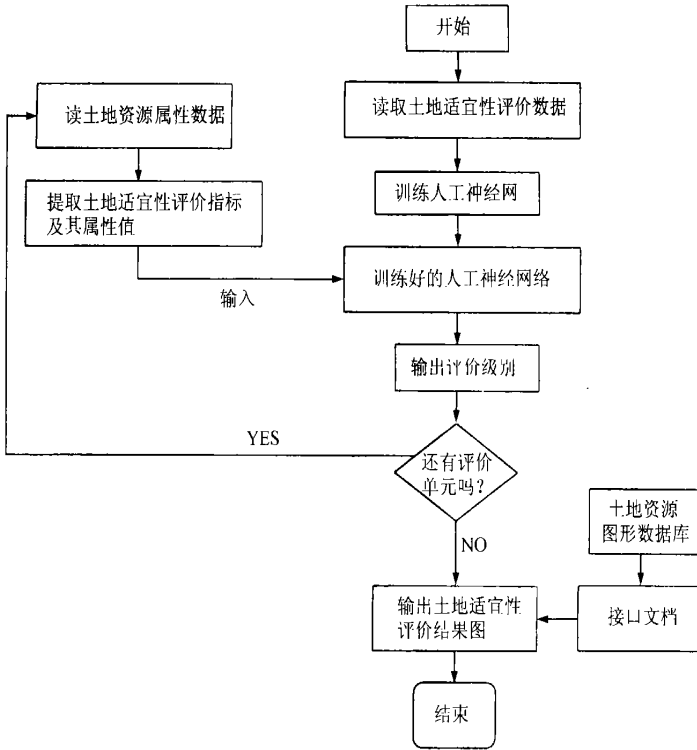 开始
读取土地适宜性评价数据
读土地资源属性数据
训练人工神经网
提取土地适宜性评价指标
及其属性值
训练好的人工神经网络
输入
输出评价级别
YES
还有评价
单元吗?
NO
土地资源
图形数据库
输出土地适宜性
评价结果图
接口文档
结束